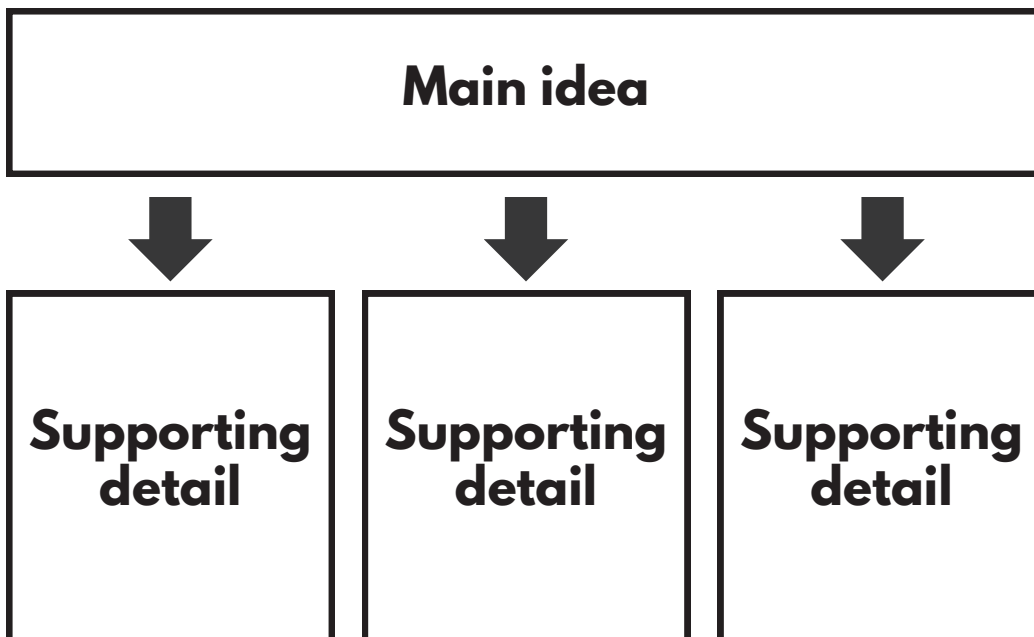 Main idea
Supporting
detail
Supporting
detail
Supporting
detail